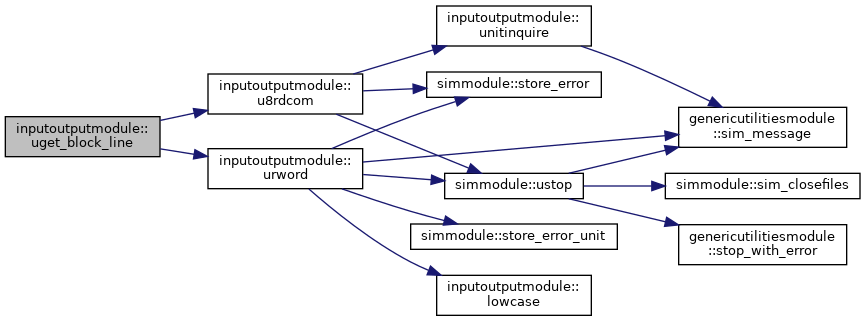 inputoutputmodule::
uget_block_line
inputoutputmodule::
u8rdcom
inputoutputmodule::
urword
inputoutputmodule::
unitinquire
simmodule::store_error
simmodule::ustop
simmodule::store_error_unit
inputoutputmodule::
lowcase
genericutilitiesmodule
::sim_message
simmodule::sim_closefiles
genericutilitiesmodule
::stop_with_error